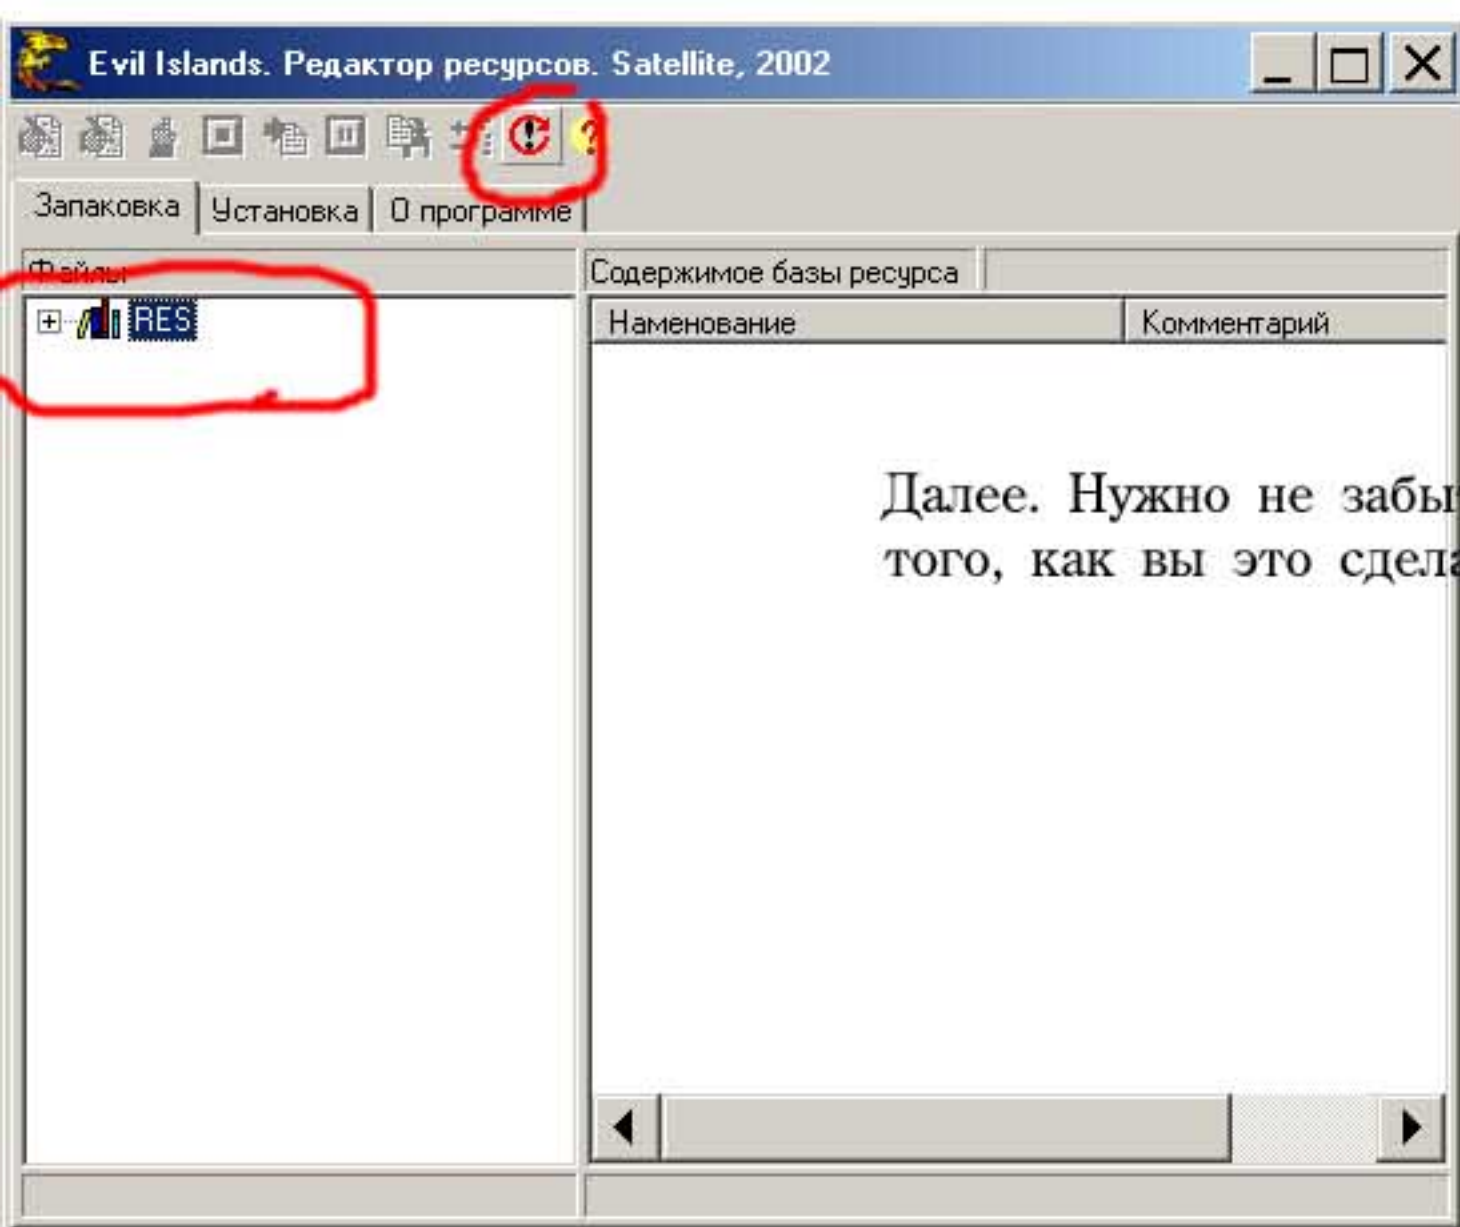 Evil Islands. Редактор ресурсов. Satellite, 2002
Запаковка Установка О программе
Файлы
RES
Содержимое базы ресурса
Наменование Комментарий
Далее. Нужно не
того, как вы это